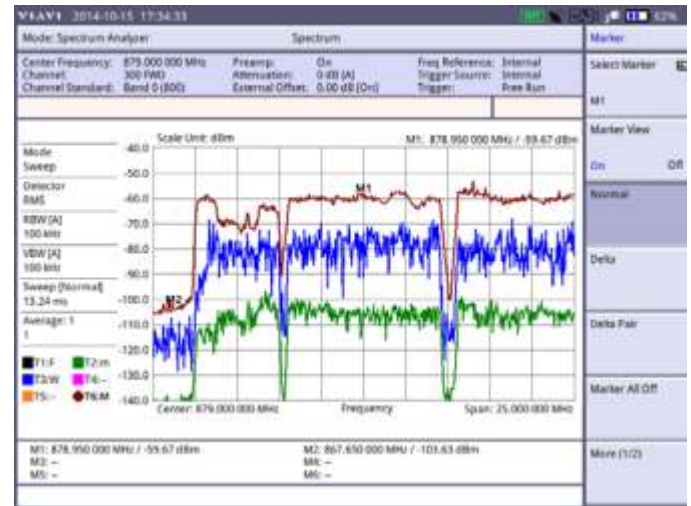 VIAVI 2014-10-15 17:34:33
62%
Mode: Spectrum Analyzer
Spectrum
Marker
Center Frequency: 879.000 000 MHz
Channel: 300 FWD
Channel Standard: Band 0 (800)
Preamp: On
Attenuation: 0 dB [A]
External Offset: 0.00 dB [On]
Freq Reference: Internal
Trigger Source: Internal
Trigger: Free Run
Select Marker
M1
Marker View
On Off
Normal
Delta
Delta Pair
Marker All Off
More (1/2)
Mode
Sweep
Detector
RMS
RBW [A]
100 kHz
VBW [A]
100 kHz
Sweep [Normal]
13.24 ms
Average: 1
1
T1:F T2:m
T3:W T4:--
T5:-- T6:M
Scale Unit: dBm
M1: 878.950 000 MHz / -59.67 dBm
-40.0
-50.0
-60.0
-70.0
-80.0
-90.0
-100.0
-110.0
-120.0
-130.0
-140.0
M1
M2
Center: 879.000 000 MHz
Frequency
Span: 25.000 000 MHz
M1: 878.950 000 MHz / -59.67 dBm
M2: 867.650 000 MHz / -103.63 dBm
M3: --
M4: --
M5: --
M6: --